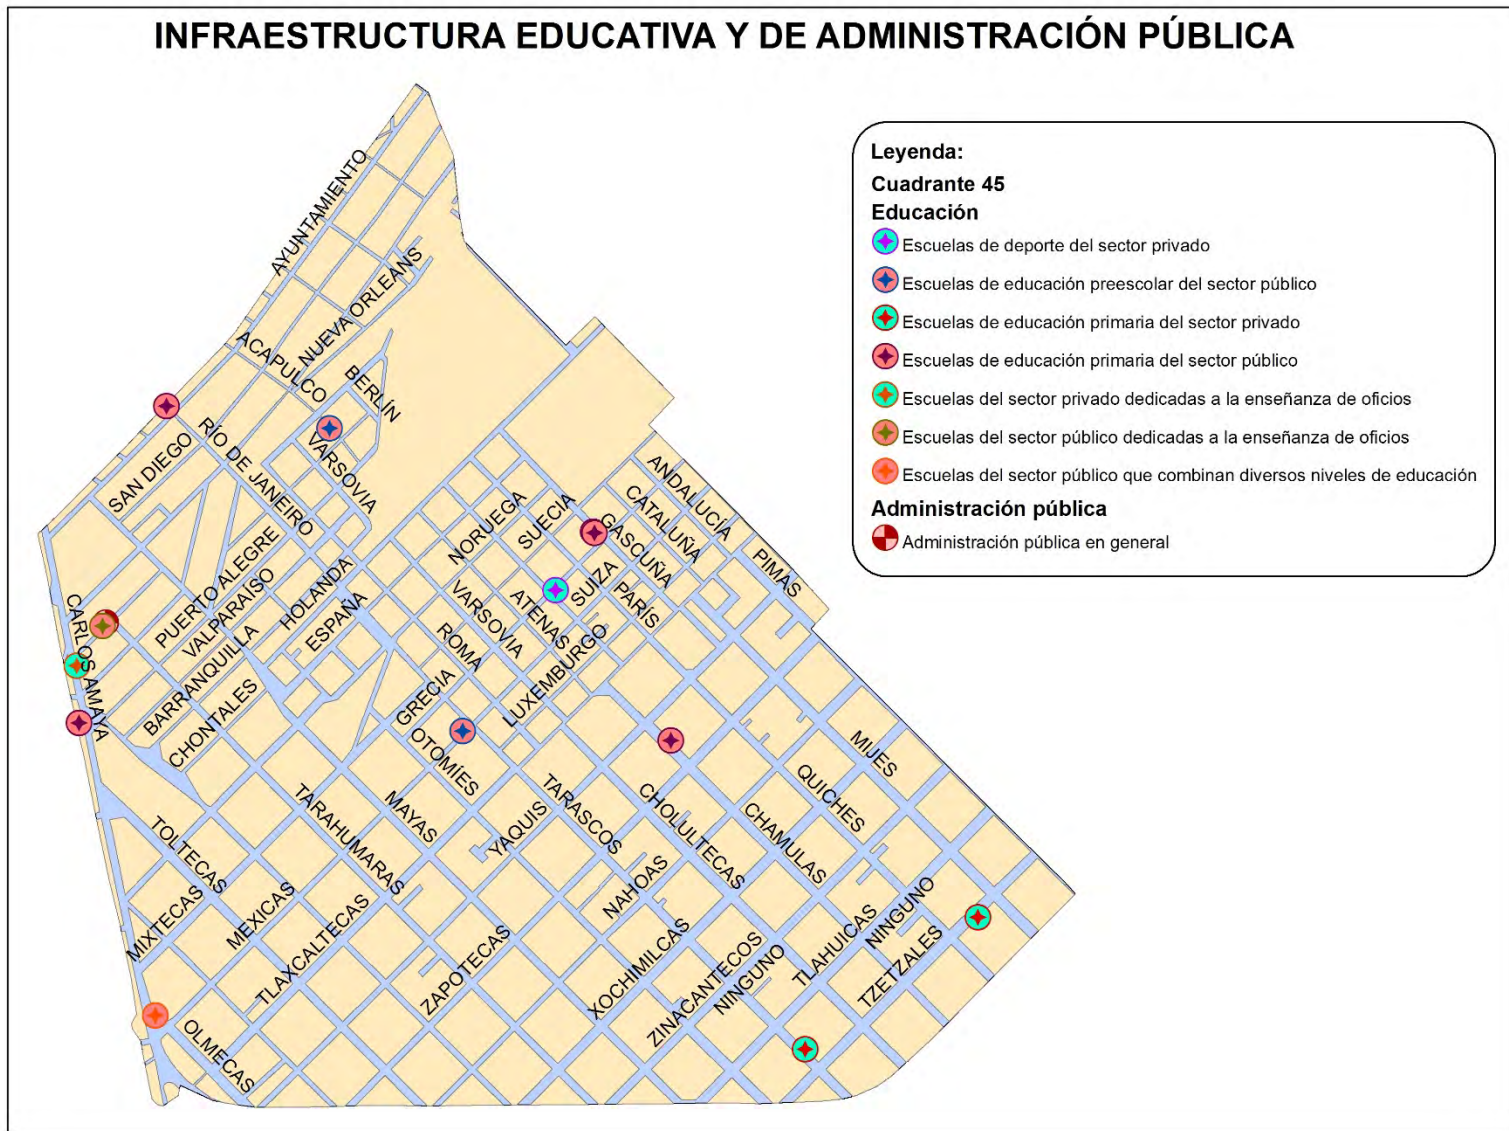 INFRAESTRUCTURA EDUCATIVA Y DE ADMINISTRACIÓN PÚBLICA
Leyenda:
Cuadrante 45
Educación
Escuelas de deporte del sector privado
Escuelas de educación preescolar del sector público
Escuelas de educación primaria del sector privado
Escuelas de educación primaria del sector público
Escuelas del sector privado dedicadas a la enseñanza de oficios
Escuelas del sector público dedicadas a la enseñanza de oficios
Escuelas del sector público que combinan diversos niveles de educación
Administración pública
Administración pública en general
AYUNTAMIENTO
NUEVA ORLEANS
ACAPULCO
BERLÍN
SAN DIEGO
RÍO DE JANEIRO
VARSOVIA
ANDALUCÍA
CATALUÑA
GASCUÑA
PIMAS
NORUEGA
SUECIA
SUIZA
PARÍS
ATENAS
VARSOVIA
ROMA
LUXEMBURGO
PUERTO ALEGRE
VALPARAÍSO
HOLANDA
ESPAÑA
BARRANQUILLA
CHONTALES
CARLOS AMAYA
GRECIA
OTOMÍES
MIJES
QUICHES
TARAHUMARAS
MAYAS
YAQUIS
TARASCOS
CHOLULTECAS
CHAMULAS
TOLTECAS
MIXTECAS
MEXICAS
TLAXCALTECAS
NAHOAS
ZAPOTECAS
XOCHIMILCAS
ZINACANTECOS
NINGUNO
TLAHUICAS
NINGUNO
TZETZALES
OLMECAS